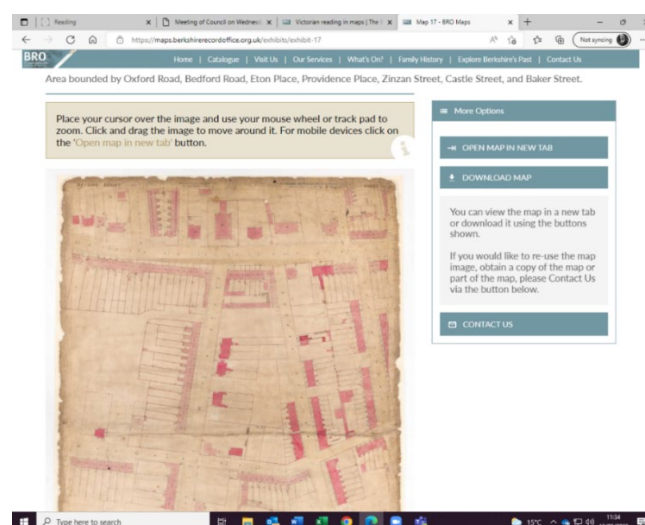 Reading
Meeting of Council on Wednes
Victorian reading in maps | The
Map 17 - BRO Maps
https://maps.berkshirerecordoffice.org.uk/exhibits/exhibit-17
Not syncing
BRO
Home | Catalogue | Visit Us | Our Services | What's On? | Family History | Explore Berkshire's Past | Contact Us
Area bounded by Oxford Road, Bedford Road, Eton Place, Providence Place, Zinzan Street, Castle Street, and Baker Street.
Place your cursor over the image and use your mouse wheel or track pad to
zoom. Click and drag the image to move around it. For mobile devices click on
the 'Open map in new tab' button.
More Options
OPEN MAP IN NEW TAB
DOWNLOAD MAP
You can view the map in a new tab
or download it using the buttons
shown.
If you would like to re-use the map
image, obtain a copy of the map or
part of the map, please Contact Us
via the button below.
CONTACT US
Type here to search
15°C
11:34